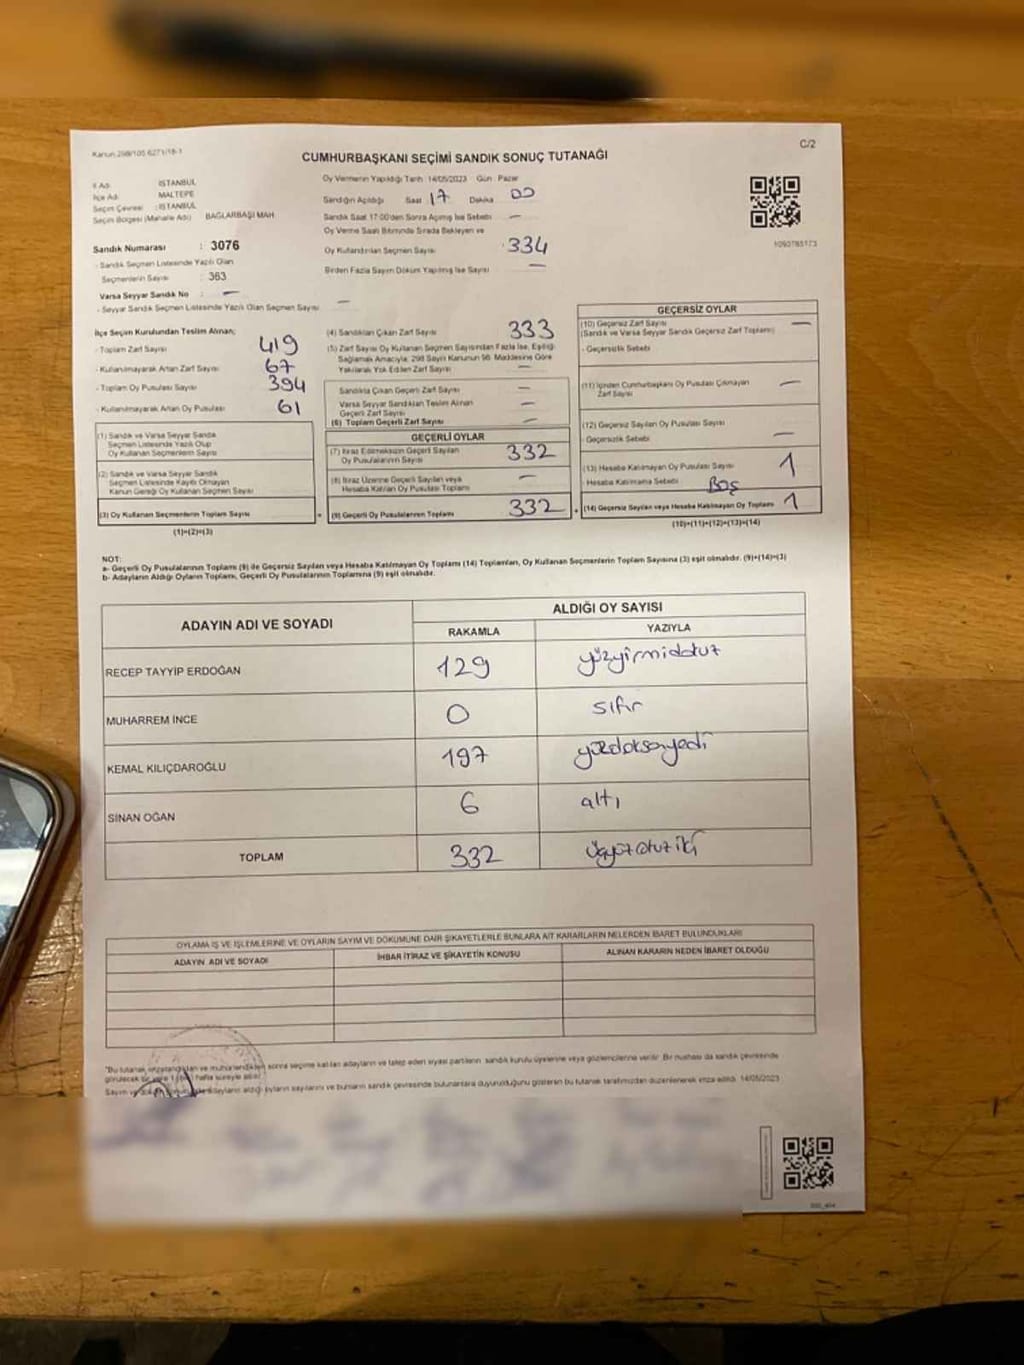 Kanun:298/105 6271/18-1
C/2
CUMHURBAŞKANI SEÇİMİ SANDIK SONUÇ TUTANAĞI
İl Adı : İSTANBUL
İlçe Adı : MALTEPE
Seçim Çevresi : İSTANBUL
Seçim Bölgesi (Mahalle Adı) BAĞLARBAŞI MAH.
Sandık Numarası : 3076
- Sandık Seçmen Listesinde Yazılı Olan
Seçmenlerin Sayısı : 363
Varsa Seyyar Sandık No : —
- Seyyar Sandık Seçmen Listesinde Yazılı Olan Seçmen Sayısı —
Oy Vermenin Yapıldığı Tarih :14/05/2023 Gün : Pazar
Sandığın Açıldığı Saat 17 Dakika 00
Sandık Saat 17:00'den Sonra Açılmış İse Sebebi —
Oy Verme Saati Bitiminde Sırada Bekleyen ve
Oy Kullandırılan Seçmen Sayısı : 334
Birden Fazla Sayım Döküm Yapılmış İse Sayısı —
1093785173
İlçe Seçim Kurulundan Teslim Alınan;
- Toplam Zarf Sayısı 419
- Kullanılmayarak Artan Zarf Sayısı 67
- Toplam Oy Pusulası Sayısı 394
- Kullanılmayarak Artan Oy Pusulası 61
(1) Sandık ve Varsa Seyyar Sandık
Seçmen Listesinde Yazılı Olup
Oy Kullanan Seçmen Sayısı
(2) Sandık ve Varsa Seyyar Sandık
Seçmen Listesinde Kayıtlı Olmayan
Kanun Gereği Oy Kullanan Seçmen Sayısı
(3) Oy Kullanan Seçmenlerin Toplam Sayısı
(1)+(2)=(3)
(4) Sandıktan Çıkan Zarf Sayısı 333
(5) Zarf Sayısı Oy Kullanan Seçmen Sayısından Fazla İse, Eşitliği
Sağlamak Amacıyla; 298 Sayılı Kanunun 98. Maddesine Göre
Yakılarak Yok Edilen Zarf Sayısı —
Sandıkta Çıkan Geçerli Zarf Sayısı —
Varsa Seyyar Sandıktan Teslim Alınan
Geçerli Zarf Sayısı —
(6) Toplam Geçerli Zarf Sayısı —
GEÇERLİ OYLAR
(7) İtiraz Edilmeksizin Geçerli Sayılan
Oy Pusulalarının Sayısı 332
(8) İtiraz Üzerine Geçerli Sayılan veya
Hesaba Katılan Oy Pusulası Toplamı —
(9) Geçerli Oy Pusulalarının Toplamı 332
GEÇERSİZ OYLAR
(10) Geçersiz Zarf Sayısı —
(Sandık ve Varsa Seyyar Sandık Geçersiz Zarf Toplamı)
- Geçersizlik Sebebi
(11) İçinden Cumhurbaşkanı Oy Pusulası Çıkmayan
Zarf Sayısı —
(12) Geçersiz Sayılan Oy Pusulası Sayısı
- Geçersizlik Sebebi —
(13) Hesaba Katılmayan Oy Pusulası Sayısı 1
- Hesaba Katılmama Sebebi Boş
(14) Geçersiz Sayılan veya Hesaba Katılmayan Oy Toplamı 1
(10)+(11)+(12)+(13)=(14)
NOT:
a- Geçerli Oy Pusulalarının Toplamı (9) ile Geçersiz Sayılan veya Hesaba Katılmayan Oy Toplamı (14) Toplamları, Oy Kullanan Seçmenlerin Toplam Sayısına (3) eşit olmalıdır. (9)+(14)=(3)
b- Adayların Aldığı Oyların Toplamı, Geçerli Oy Pusulalarının Toplamına (9) eşit olmalıdır.
ADAYIN ADI VE SOYADI ALDIĞI OY SAYISI
RAKAMLA YAZIYLA
RECEP TAYYİP ERDOĞAN 129 yüzyirmidokuz
MUHARREM İNCE 0 sıfır
KEMAL KILIÇDAROĞLU 197 yüzdoksanyedi
SİNAN OĞAN 6 altı
TOPLAM 332 üçyüzotuziki
OYLAMA İŞ VE İŞLEMLERİNE VE OYLARIN SAYIM VE DÖKÜMÜNE DAİR ŞİKAYETLERLE BUNLARA AİT KARARLARIN NELERDEN İBARET BULUNDUKLARI
ADAYIN ADI VE SOYADI İHBAR İTİRAZ VE ŞİKAYETİN KONUSU ALINAN KARARIN NEDEN İBARET OLDUĞU
"Bu tutanak, imzalandıktan ve mühürlendikten sonra seçime katılan adayların ve talep eden siyasi partilerin sandık kurulu üyelerine veya gözlemcilerine verilir. Bir nüshası da sandık çevresinde
görülecek bir yere 1 (bir) hafta süreyle asılır."
adayların aldığı oyların sayılarını ve bunların sandık çevresinde bulunanlara duyurulduğunu gösteren bu tutanak tarafımızdan düzenlenerek imza edildi. 14/05/2023